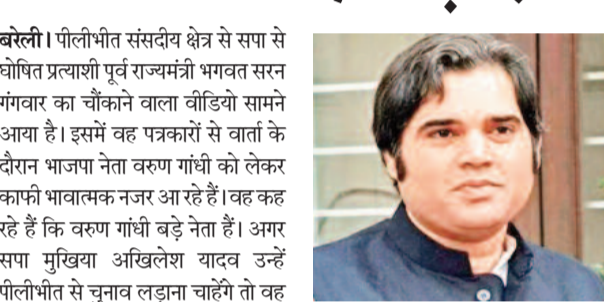 बरेली। पीलीभीत संसदीय क्षेत्र से सपा से
घोषित प्रत्याशी पूर्व राज्यमंत्री भगवत सरन
गंगवार का चौंकाने वाला वीडियो सामने
आया है। इसमें वह पत्रकारों से वार्ता के
दौरान भाजपा नेता वरुण गांधी को लेकर
काफी भावात्मक नजर आ रहे हैं। वह कह
रहे हैं कि वरुण गांधी बड़े नेता हैं। अगर
सपा मुखिया अखिलेश यादव उन्हें
पीलीभीत से चुनाव लड़ाना चाहेंगे तो वह